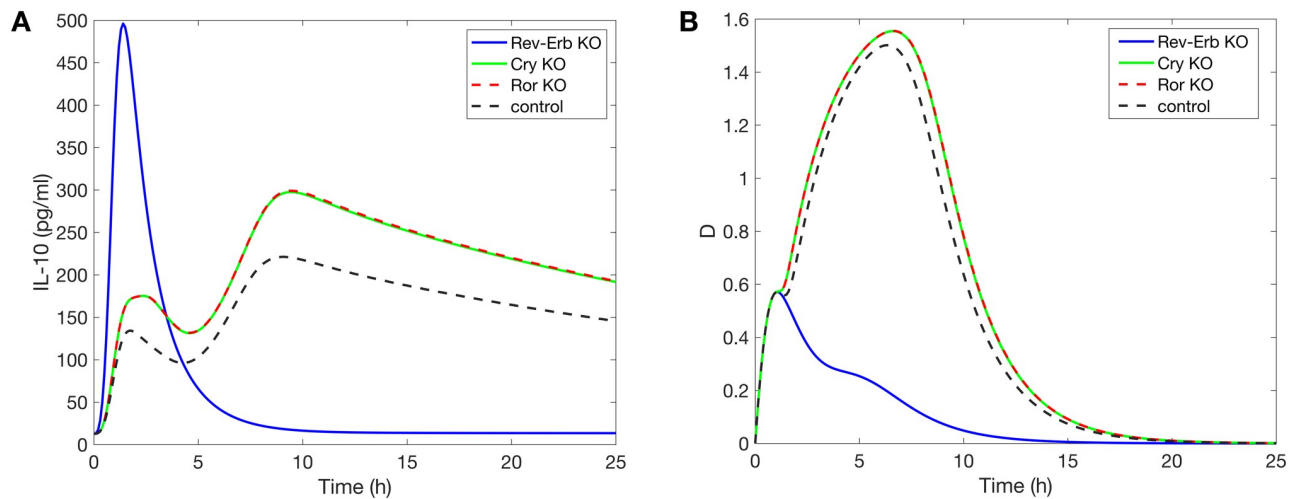 A
IL-10 (pg/ml)
500
450
400
350
300
250
200
150
100
50
0
0 5 10 15 20 25
Time (h)
Rev-Erb KO
Cry KO
Ror KO
control
B
D
1.6
1.4
1.2
1
0.8
0.6
0.4
0.2
0
0 5 10 15 20 25
Time (h)
Rev-Erb KO
Cry KO
Ror KO
control